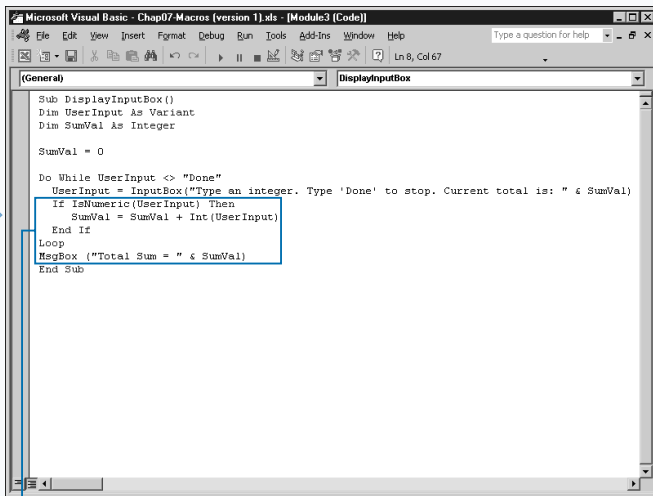 Microsoft Visual Basic - Chap07-Macros (version 1).xls - [Module3 (Code)]
File Edit View Insert Format Debug Run Tools Add-Ins Window Help Type a question for help
Ln 8, Col 67
(General) DisplayInputBox
Sub DisplayInputBox()
Dim UserInput As Variant
Dim SumVal As Integer
SumVal = 0
Do While UserInput <> "Done"
UserInput = InputBox("Type an integer. Type 'Done' to stop. Current total is: " & SumVal)
If IsNumeric(UserInput) Then
SumVal = SumVal + Int(UserInput)
End If
Loop
MsgBox ("Total Sum = " & SumVal)
End Sub